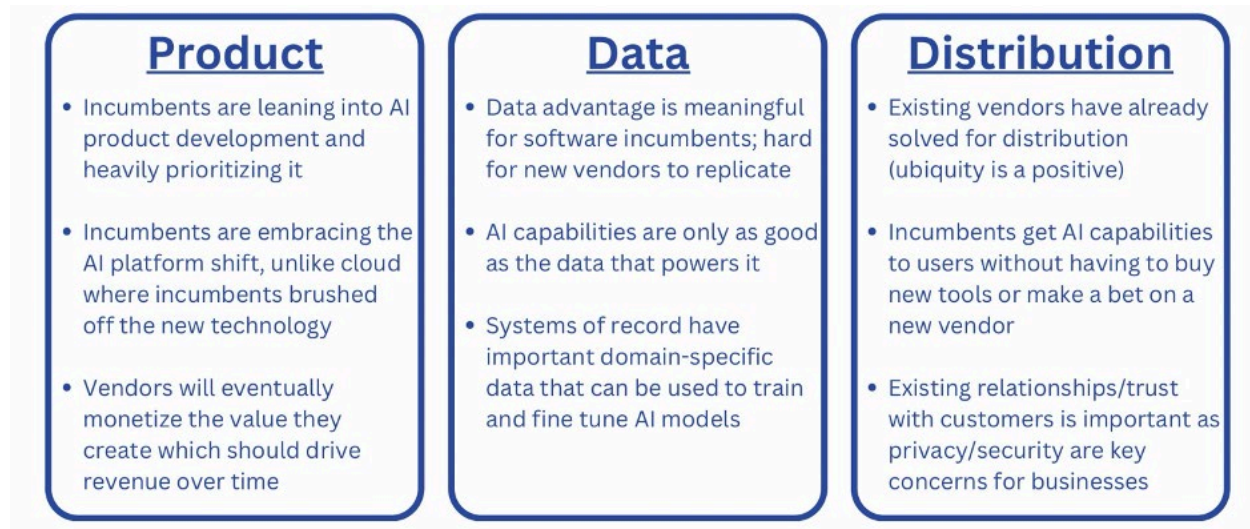 Product
• Incumbents are leaning into AI
product development and
heavily prioritizing it
• Incumbents are embracing the
AI platform shift, unlike cloud
where incumbents brushed
off the new technology
• Vendors will eventually
monetize the value they
create which should drive
revenue over time
Data
• Data advantage is meaningful
for software incumbents; hard
for new vendors to replicate
• AI capabilities are only as good
as the data that powers it
• Systems of record have
important domain-specific
data that can be used to train
and fine tune AI models
Distribution
• Existing vendors have already
solved for distribution
(ubiquity is a positive)
• Incumbents get AI capabilities
to users without having to buy
new tools or make a bet on a
new vendor
• Existing relationships/trust
with customers is important as
privacy/security are key
concerns for businesses